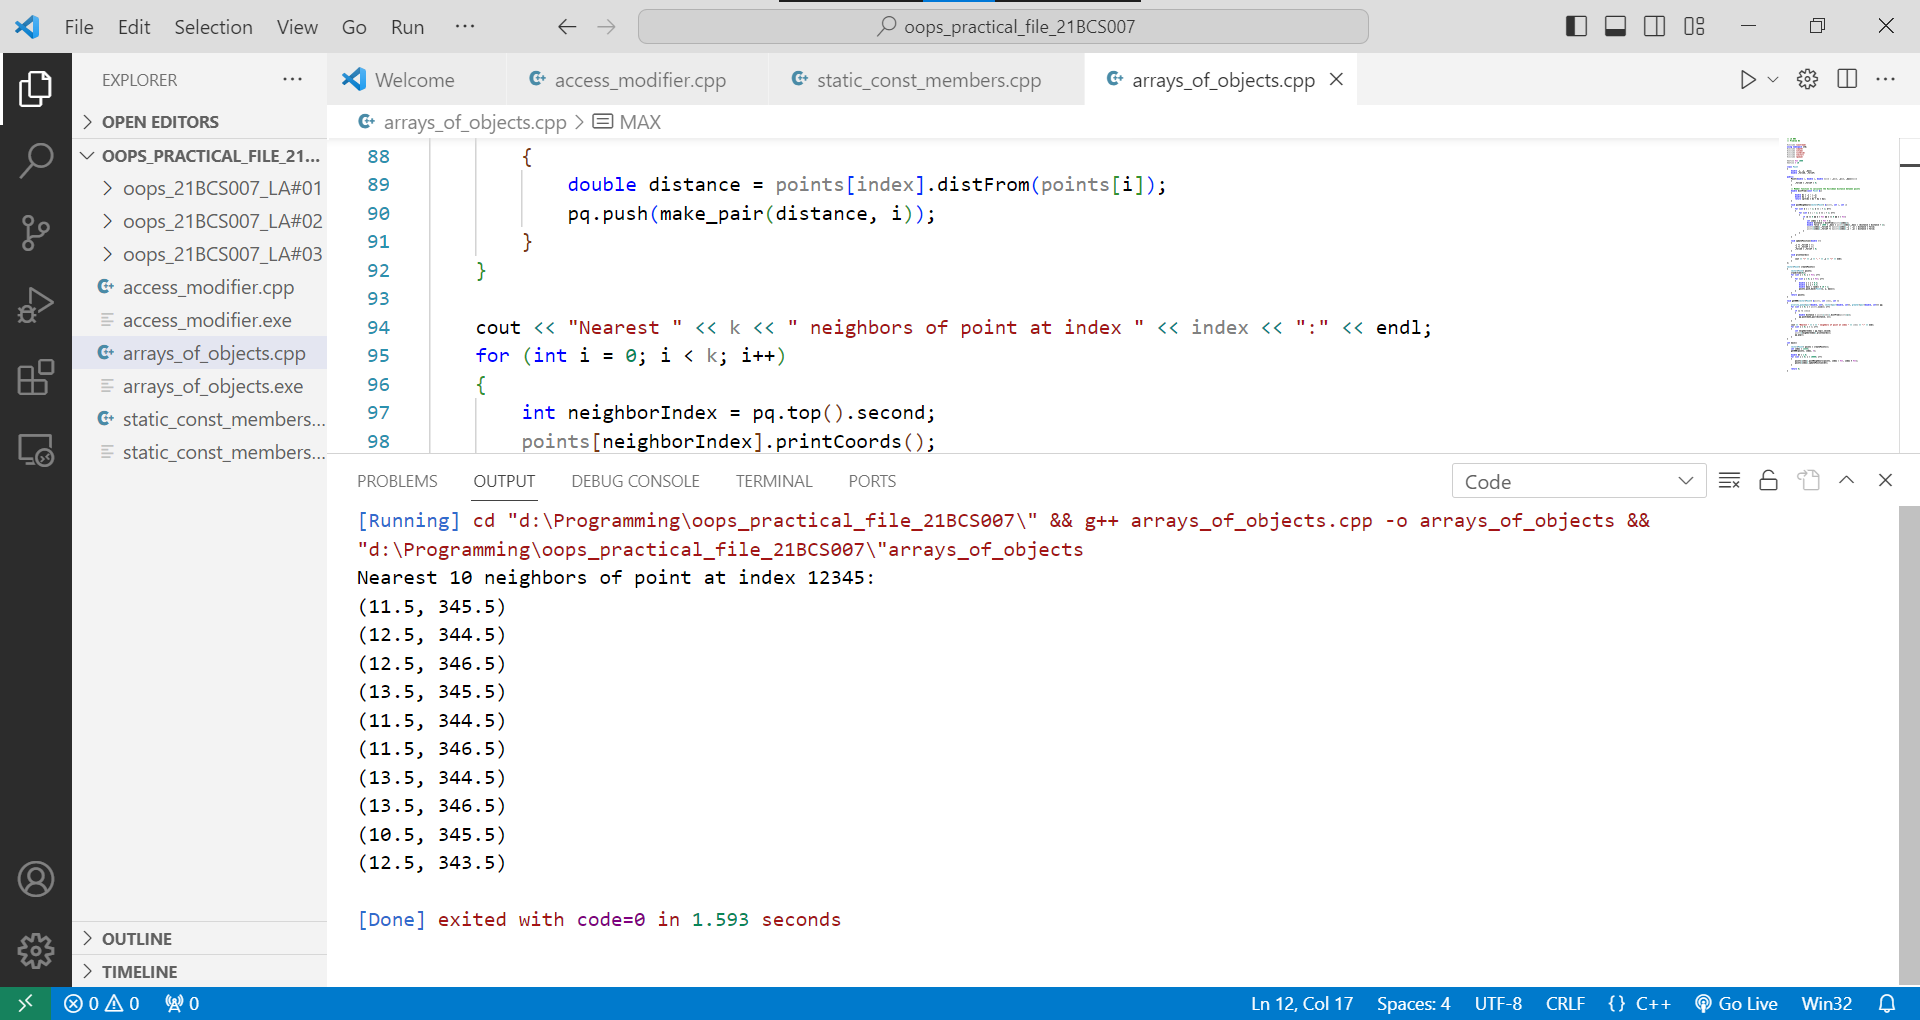 File Edit Selection View Go Run ··· oops_practical_file_21BCS007
EXPLORER ···
Welcome access_modifier.cpp static_const_members.cpp arrays_of_objects.cpp
arrays_of_objects.cpp > MAX
OPEN EDITORS
OOPS_PRACTICAL_FILE_21...
oops_21BCS007_LA#01
oops_21BCS007_LA#02
oops_21BCS007_LA#03
access_modifier.cpp
access_modifier.exe
arrays_of_objects.cpp
arrays_of_objects.exe
static_const_members...
static_const_members...
OUTLINE
TIMELINE
88 {
89 double distance = points[index].distFrom(points[i]);
90 pq.push(make_pair(distance, i));
91 }
92 }
93
94 cout << "Nearest " << k << " neighbors of point at index " << index << ":" << endl;
95 for (int i = 0; i < k; i++)
96 {
97 int neighborIndex = pq.top().second;
98 points[neighborIndex].printCoords();
PROBLEMS OUTPUT DEBUG CONSOLE TERMINAL PORTS Code
[Running] cd "d:\Programming\oops_practical_file_21BCS007\" && g++ arrays_of_objects.cpp -o arrays_of_objects &&
"d:\Programming\oops_practical_file_21BCS007\"arrays_of_objects
Nearest 10 neighbors of point at index 12345:
(11.5, 345.5)
(12.5, 344.5)
(12.5, 346.5)
(13.5, 345.5)
(11.5, 344.5)
(11.5, 346.5)
(13.5, 344.5)
(13.5, 346.5)
(10.5, 345.5)
(12.5, 343.5)
[Done] exited with code=0 in 1.593 seconds
0 0 0 Ln 12, Col 17 Spaces: 4 UTF-8 CRLF {} C++ Go Live Win32